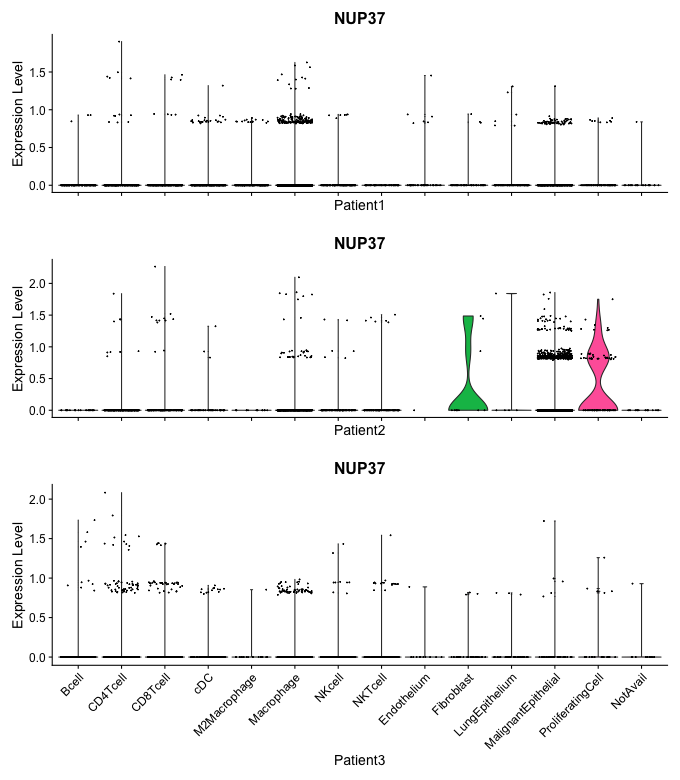 NUP37
Expression Level
1.5
1.0
0.5
0.0
Patient1
NUP37
Expression Level
2.0
1.5
1.0
0.5
0.0
Patient2
NUP37
Expression Level
2.0
1.5
1.0
0.5
0.0
Bcell
CD4Tcell
CD8Tcell
cDC
M2Macrophage
Macrophage
NKcell
NKTcell
Endothelium
Fibroblast
LungEpithelium
MalignantEpithelial
ProliferatingCell
NotAvail
Patient3